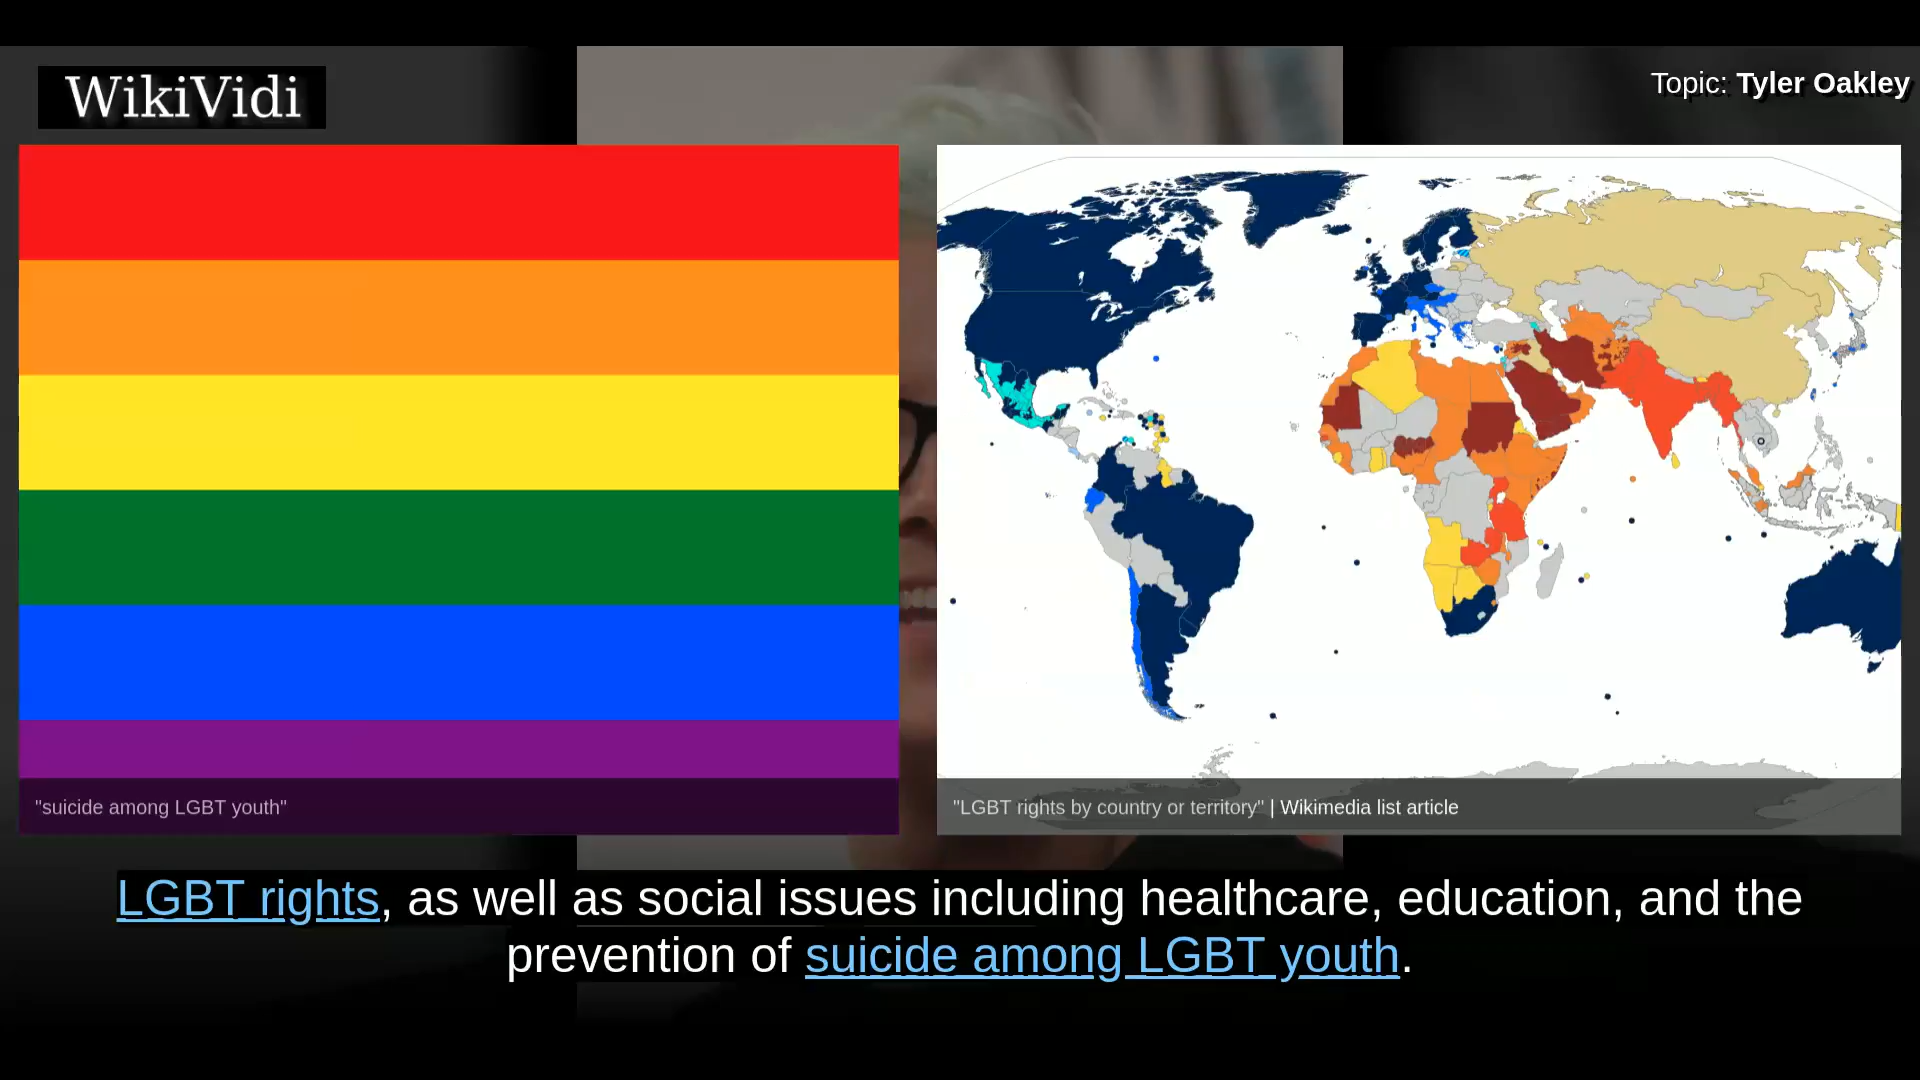 WikiVidi
Topic: Tyler Oakley
"suicide among LGBT youth"
"LGBT rights by country or territory" | Wikimedia list article
LGBT rights, as well as social issues including healthcare, education, and the
prevention of suicide among LGBT youth.